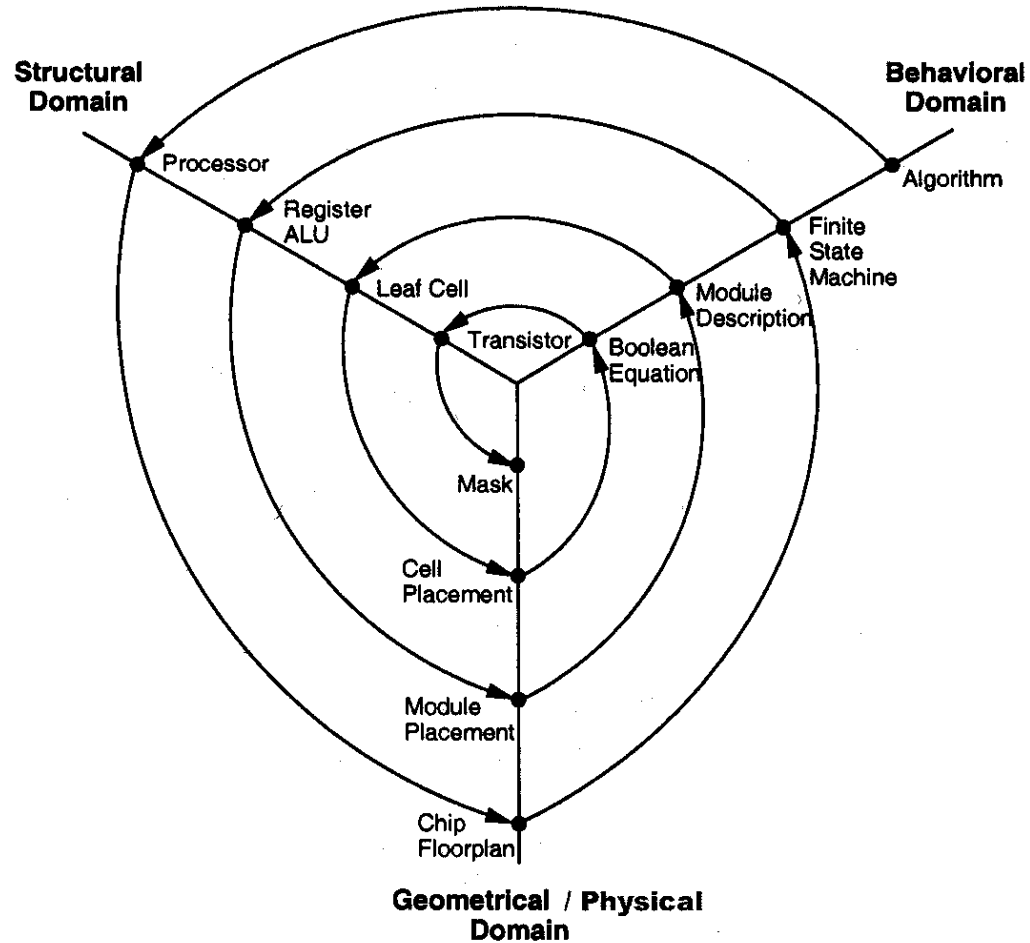 Structural
Domain
Behavioral
Domain
Processor
Algorithm
Register
ALU
Finite
State
Machine
Leaf Cell
Module
Description
Transistor
Boolean
Equation
Mask
Cell
Placement
Module
Placement
Chip
Floorplan
Geometrical / Physical
Domain